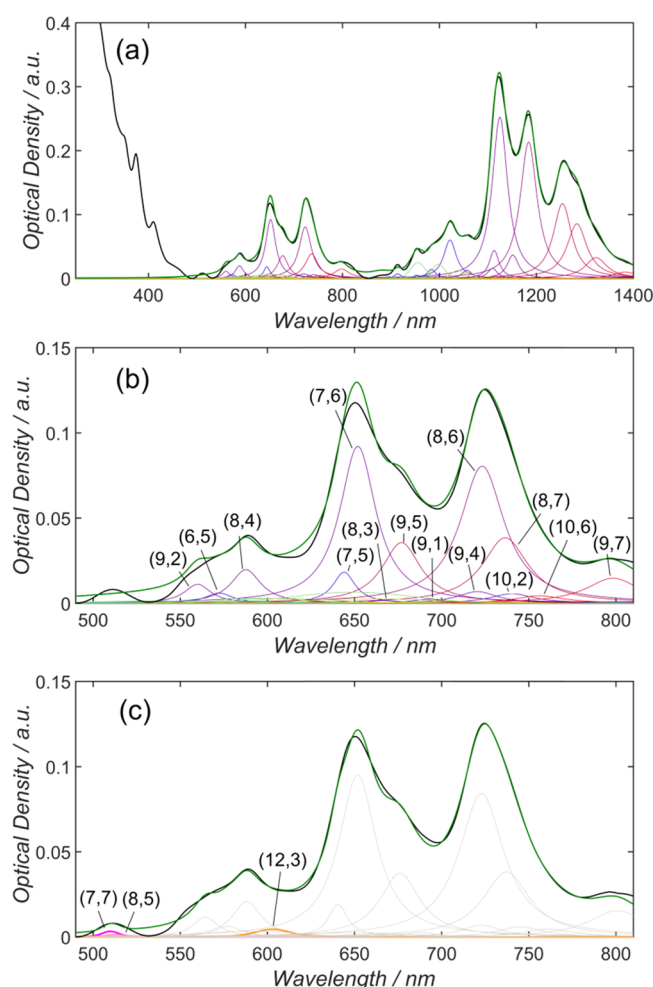 (a)
Optical Density / a.u.
0.4
0.3
0.2
0.1
0
400 600 800 1000 1200 1400
Wavelength / nm
(b)
Optical Density / a.u.
0.15
0.1
0.05
0
(7,6)
(8,6)
(8,4)
(8,3)
(9,5)
(8,7)
(6,5)
(9,1)
(10,6)
(9,2)
(7,5)
(9,4)
(9,7)
(10,2)
490 550 600 650 700 750 800
Wavelength / nm
(c)
Optical Density / a.u.
0.15
0.1
0.05
0
(12,3)
(7,7)
(8,5)
490 550 600 650 700 750 800
Wavelength / nm